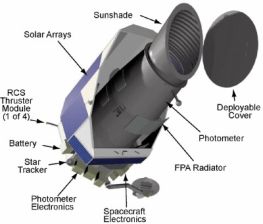 Sunshade
Solar Arrays
RCS
Thruster
Module
(1 of 4)
Deployable
Cover
Photometer
Battery
FPA Radiator
Star
Tracker
Photometer
Electronics
Spacecraft
Electronics